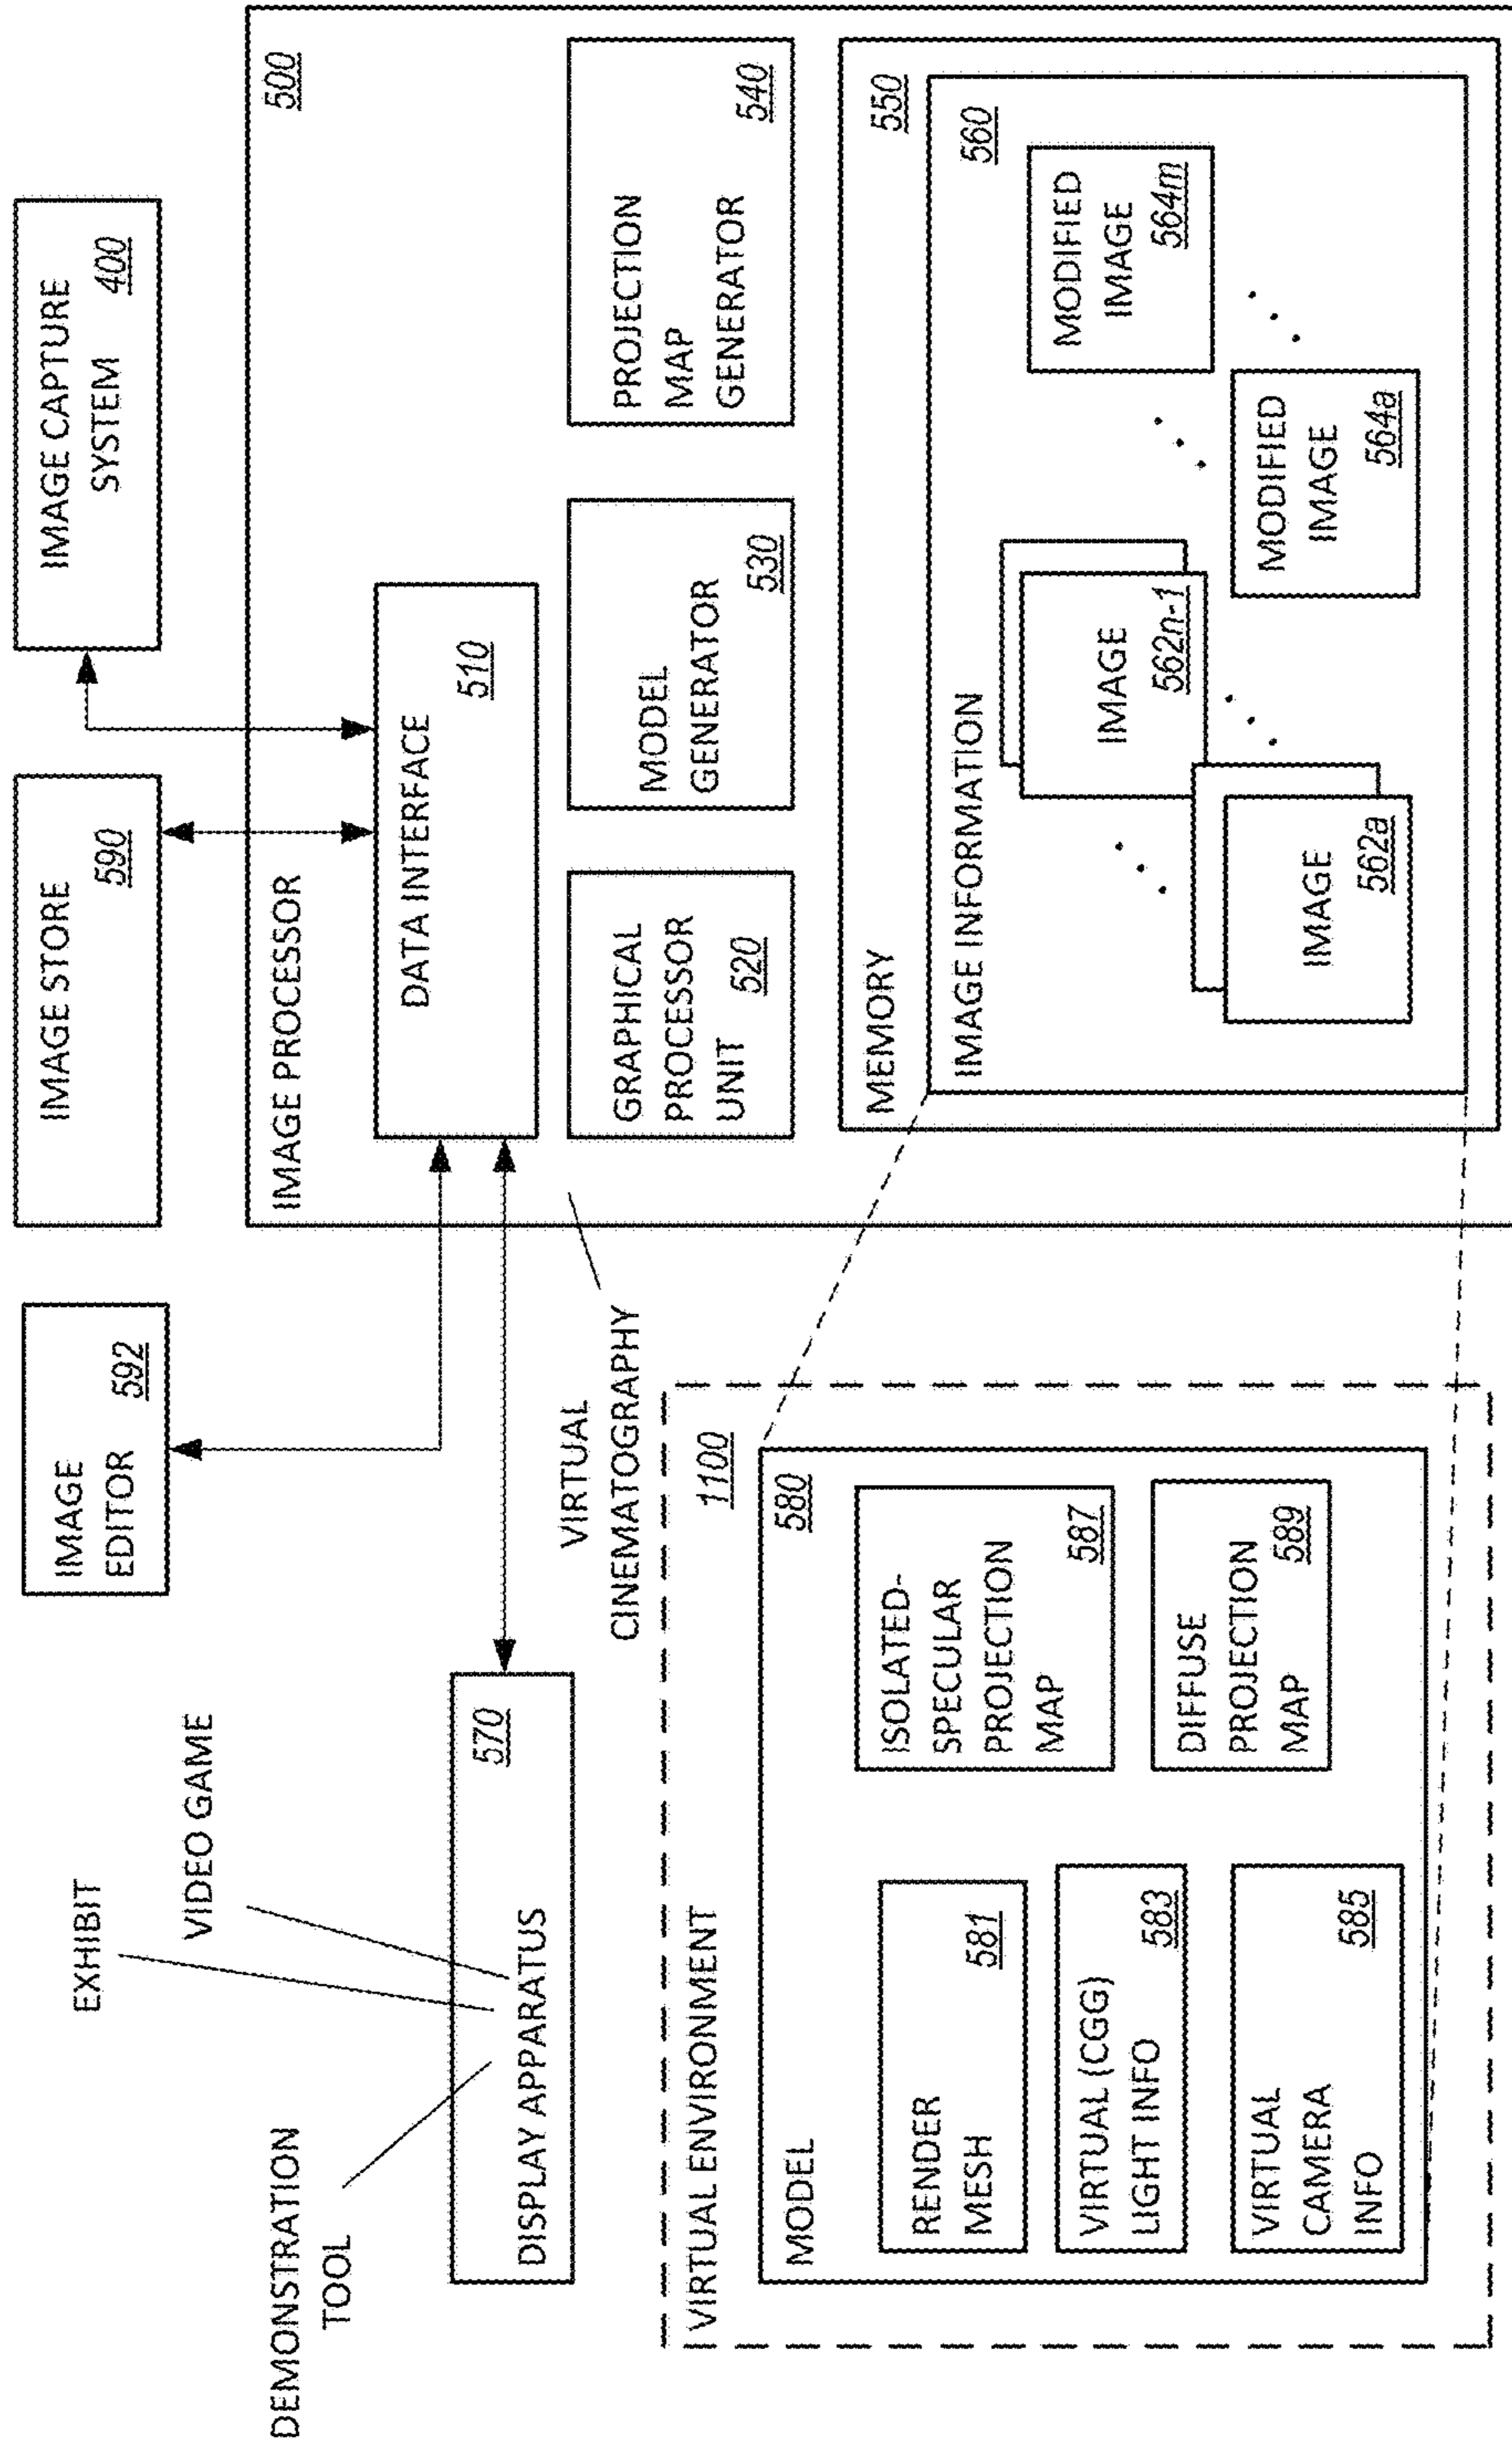 EXHIBIT
VIDEO GAME
DEMONSTRATION
TOOL
IMAGE
EDITOR 592
IMAGE STORE
590
IMAGE CAPTURE
SYSTEM 400
DISPLAY APPARATUS 570
VIRTUAL
CINEMATOGRAPHY
IMAGE PROCESSOR
500
DATA INTERFACE
510
GRAPHICAL
PROCESSOR
UNIT 520
MODEL
GENERATOR
530
PROJECTION
MAP
GENERATOR
540
VIRTUAL ENVIRONMENT
1100
MODEL
580
RENDER
MESH 581
VIRTUAL (CGG)
LIGHT INFO 583
VIRTUAL
CAMERA
INFO 585
ISOLATED-
SPECULAR
PROJECTION
MAP 587
DIFFUSE
PROJECTION
MAP 589
MEMORY
550
IMAGE INFORMATION
560
IMAGE
562a
IMAGE
562n-1
MODIFIED
IMAGE
564a
MODIFIED
IMAGE
564m